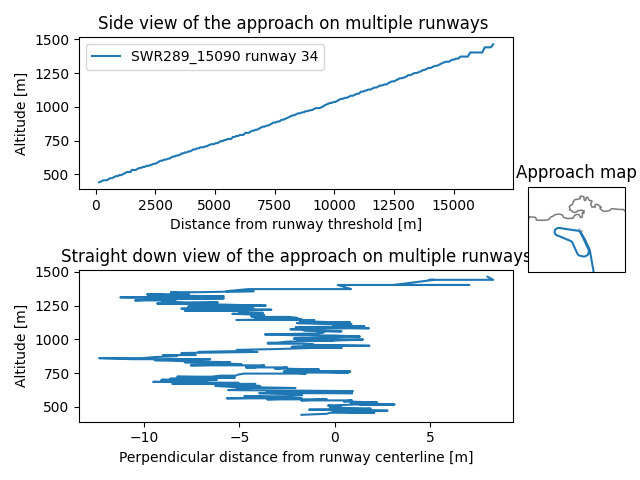 Side view of the approach on multiple runways
1500
1250
1000
750
500
Altitude [m]
SWR289_15090 runway 34
0 2500 5000 7500 10000 12500 15000
Distance from runway threshold [m]
Approach map
Straight down view of the approach on multiple runways
1500
1250
1000
750
500
Altitude [m]
−10 −5 0 5
Perpendicular distance from runway centerline [m]